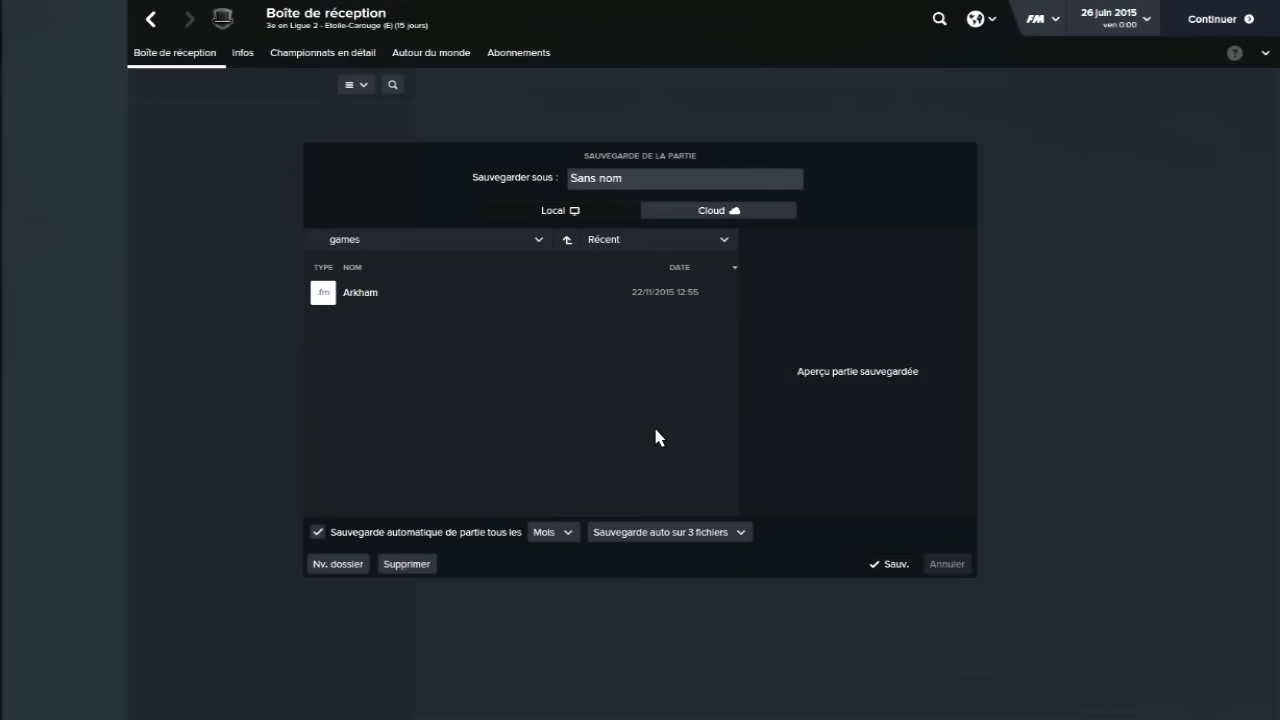 Boîte de réception
3e en Ligue 2 - Etoile-Carouge (E) (15 jours)
FM
26 juin 2015
ven 0:00
Continuer
Boîte de réception Infos Championnats en détail Autour du monde Abonnements
?
SAUVEGARDE DE LA PARTIE
Sauvegarder sous : Sans nom
Local Cloud
games Récent
TYPE NOM DATE
.fm Arkham 22/11/2015 12:55
Aperçu partie sauvegardée
Sauvegarde automatique de partie tous les Mois Sauvegarde auto sur 3 fichiers
Nv. dossier Supprimer Sauv. Annuler